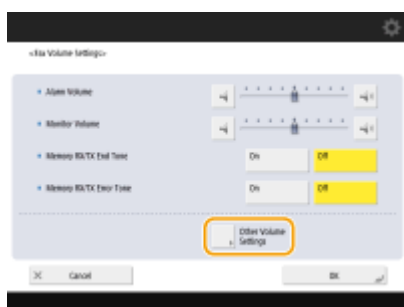 <Fax Volume Settings>
Alarm Volume
Monitor Volume
Memory RX/TX End Tone
On
Off
Memory RX/TX Error Tone
On
Off
Other Volume
Settings
Cancel
OK